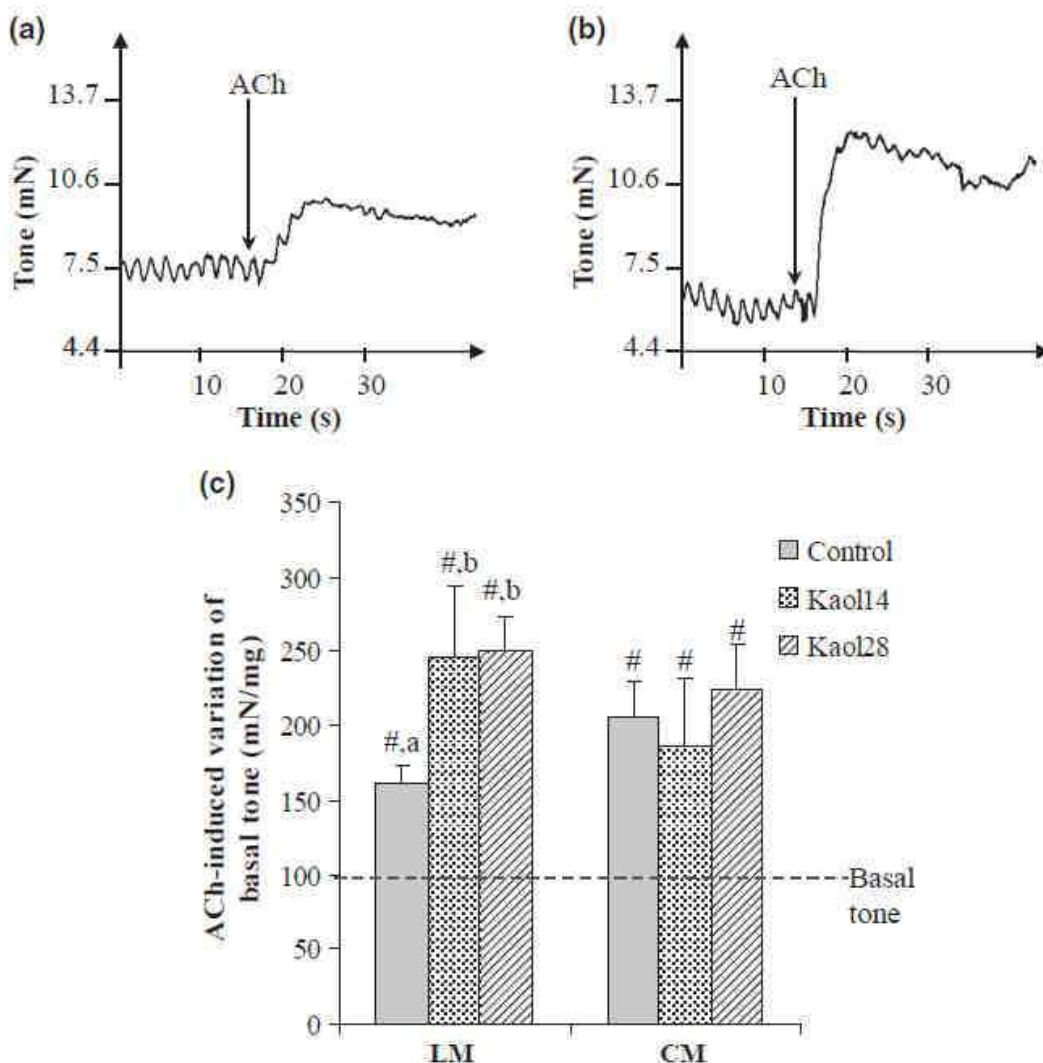 (a)
ACh
13.7
10.6
7.5
4.4
Tone (mN)
10 20 30
Time (s)
(b)
ACh
13.7
10.6
7.5
4.4
Tone (mN)
10 20 30
Time (s)
(c)
ACh-induced variation of
basal tone (mN/mg)
350
300
250
200
150
100
50
0
#,a
#,b
#,b
#
#
#
Control
Kaol14
Kaol28
Basal
tone
LM CM